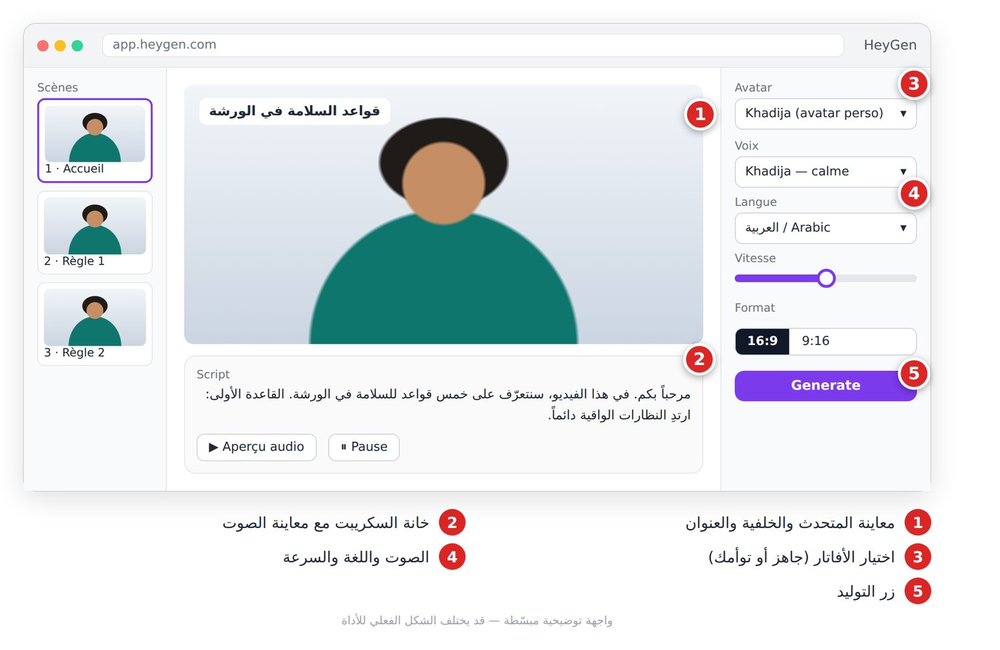 app.heygen.com
HeyGen
Scènes
1 · Accueil
2 · Règle 1
3 · Règle 2
قواعد السلامة في الورشة
1
Script
2
مرحباً بكم. في هذا الفيديو، سنتعرّف على خمس قواعد للسلامة في الورشة. القاعدة الأولى:
ارتدِ النظارات الواقية دائماً.
▶ Aperçu audio
⏸ Pause
Avatar
3
Khadija (avatar perso) ▼
Voix
Khadija — calme ▼
4
Langue
العربية / Arabic ▼
Vitesse
Format
16:9 9:16
5
Generate
1 معاينة المتحدث والخلفية والعنوان
2 خانة السكريبت مع معاينة الصوت
3 اختيار الأفاتار (جاهز أو توأمك)
4 الصوت واللغة والسرعة
5 زر التوليد
واجهة توضيحية مبسّطة — قد يختلف الشكل الفعلي للأداة